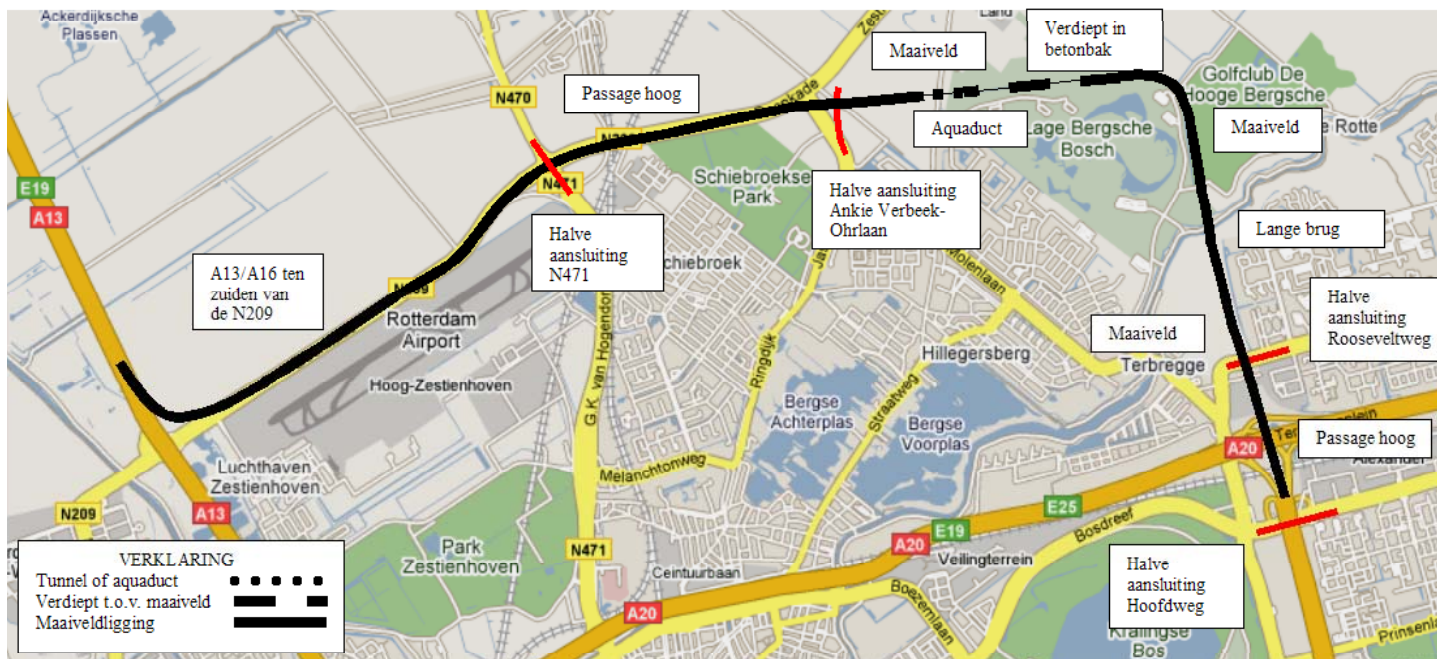 Ackerdijksche
Plassen
E19
A13
A13/A16 ten
zuiden van
de N209
Rotterdam
Airport
Hoog-Zestienhoven
Luchthaven
Zestienhoven
N209
A13
N470
N471
Passage hoog
Halve
aansluiting
N471
Schiebroekse
Park
Maaiveld
Land
Verdiept in
betonbak
Aquaduct
Lage Bergsche
Bosch
Golfclub De
Hooge Bergsche
Maaiveld
Halve aansluiting
Ankie Verbeek-
Ohrlaan
Lange brug
Halve
aansluiting
Rooseveltweg
Maaiveld
Terbregge
Molenlaan
Hillegersberg
Ringdijk
Straatweg
G.K. van Hogendorp
Bergse
Achterplas
Bergse
Voorplas
Melanchtonweg
Passage hoog
Alexander
A20
E25
E19
A20
Bosdreef
Veilingterrein
Ceintuurbaan
Boezemlaan
N471
A20
Park
Zestienhoven
Halve
aansluiting
Hoofdweg
Kralingse
Bos
Prinsenla
VERKLARING
Tunnel of aquaduct
Verdiept t.o.v. maaiveld
Maaiveldligging